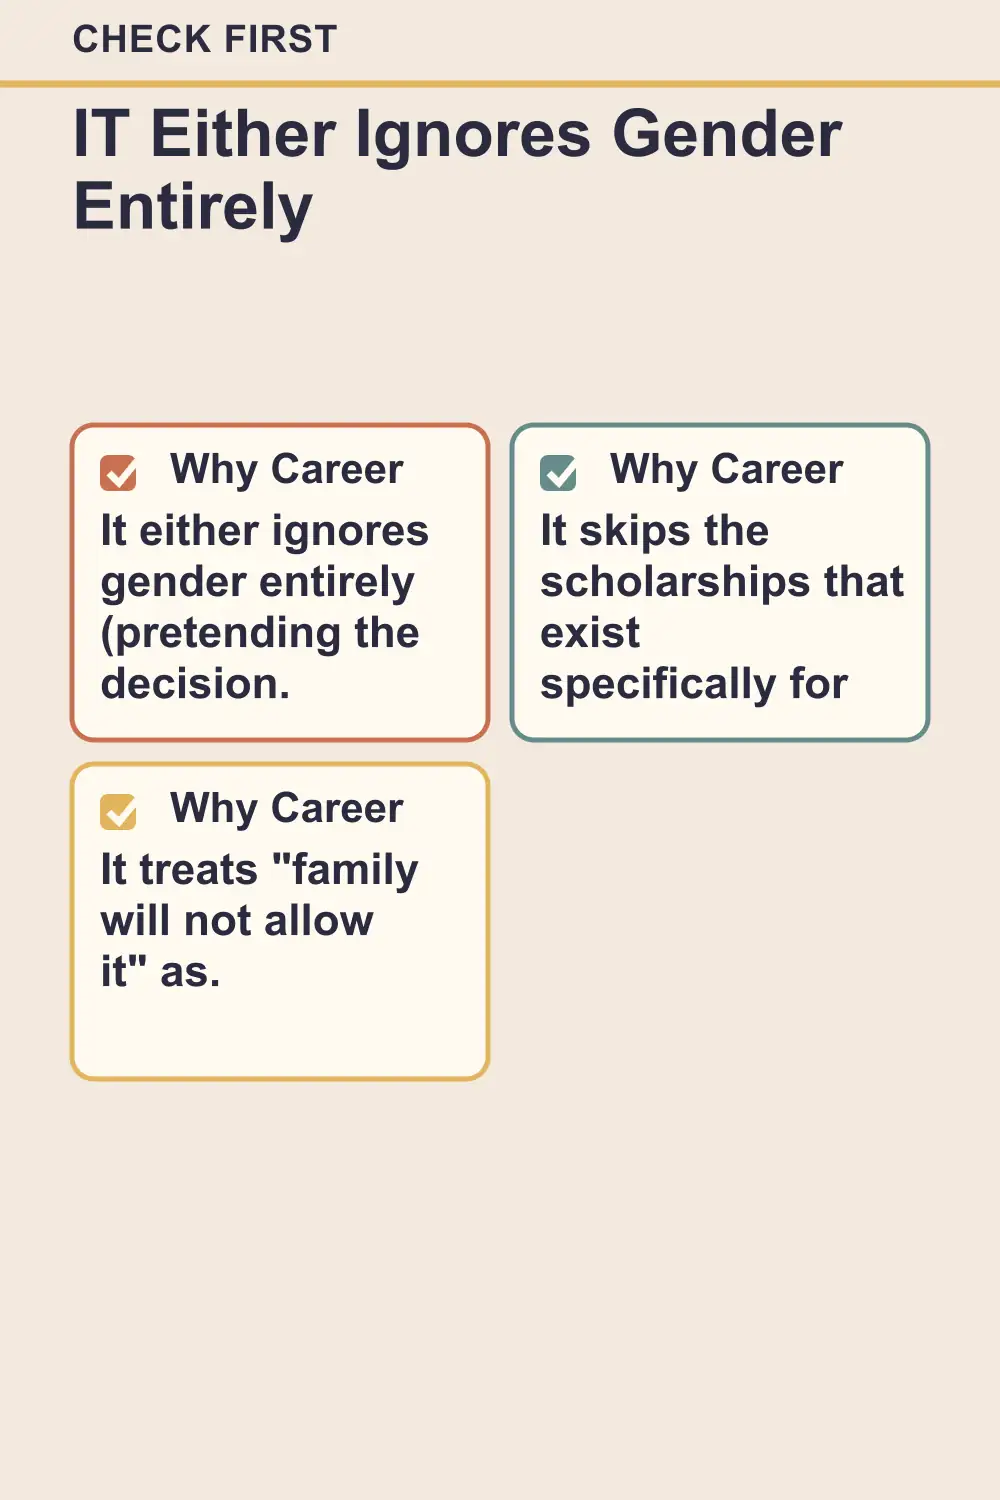 CHECK FIRST
IT Either Ignores Gender
Entirely
Why Career
It either ignores
gender entirely
(pretending the
decision.
Why Career
It skips the
scholarships that
exist
specifically for
Why Career
It treats "family
will not allow
it" as.